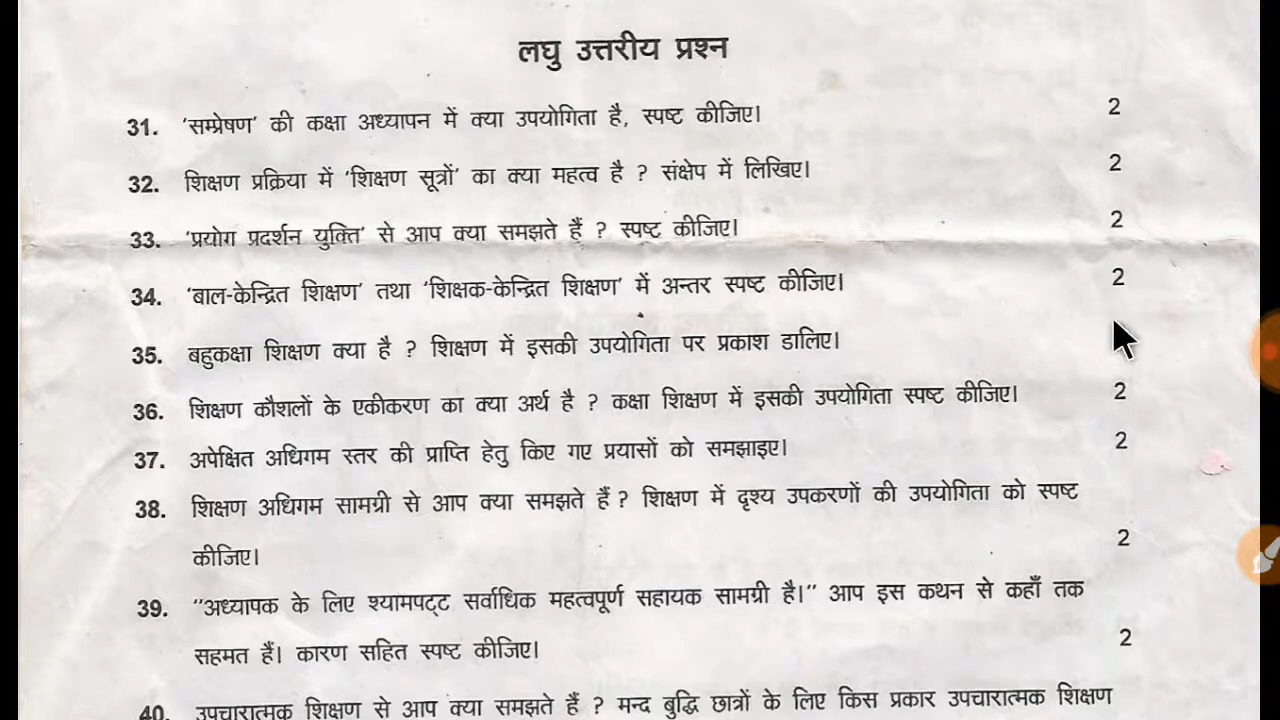 लघु उत्तरीय प्रश्न
31. 'सम्प्रेषण' की कक्षा अध्यापन में क्या उपयोगिता है, स्पष्ट कीजिए। 2
32. शिक्षण प्रक्रिया में 'शिक्षण सूत्रों' का क्या महत्व है ? संक्षेप में लिखिए। 2
33. 'प्रयोग प्रदर्शन युक्ति' से आप क्या समझते हैं ? स्पष्ट कीजिए। 2
34. 'बाल-केन्द्रित शिक्षण' तथा 'शिक्षक-केन्द्रित शिक्षण' में अन्तर स्पष्ट कीजिए। 2
35. बहुकक्षा शिक्षण क्या है ? शिक्षण में इसकी उपयोगिता पर प्रकाश डालिए।
36. शिक्षण कौशलों के एकीकरण का क्या अर्थ है ? कक्षा शिक्षण में इसकी उपयोगिता स्पष्ट कीजिए। 2
37. अपेक्षित अधिगम स्तर की प्राप्ति हेतु किए गए प्रयासों को समझाइए। 2
38. शिक्षण अधिगम सामग्री से आप क्या समझते हैं ? शिक्षण में दृश्य उपकरणों की उपयोगिता को स्पष्ट
कीजिए। 2
39. "अध्यापक के लिए श्यामपट्ट सर्वाधिक महत्वपूर्ण सहायक सामग्री है।" आप इस कथन से कहाँ तक
सहमत हैं। कारण सहित स्पष्ट कीजिए। 2
40. उपचारात्मक शिक्षण से आप क्या समझते हैं ? मन्द बुद्धि छात्रों के लिए किस प्रकार उपचारात्मक शिक्षण